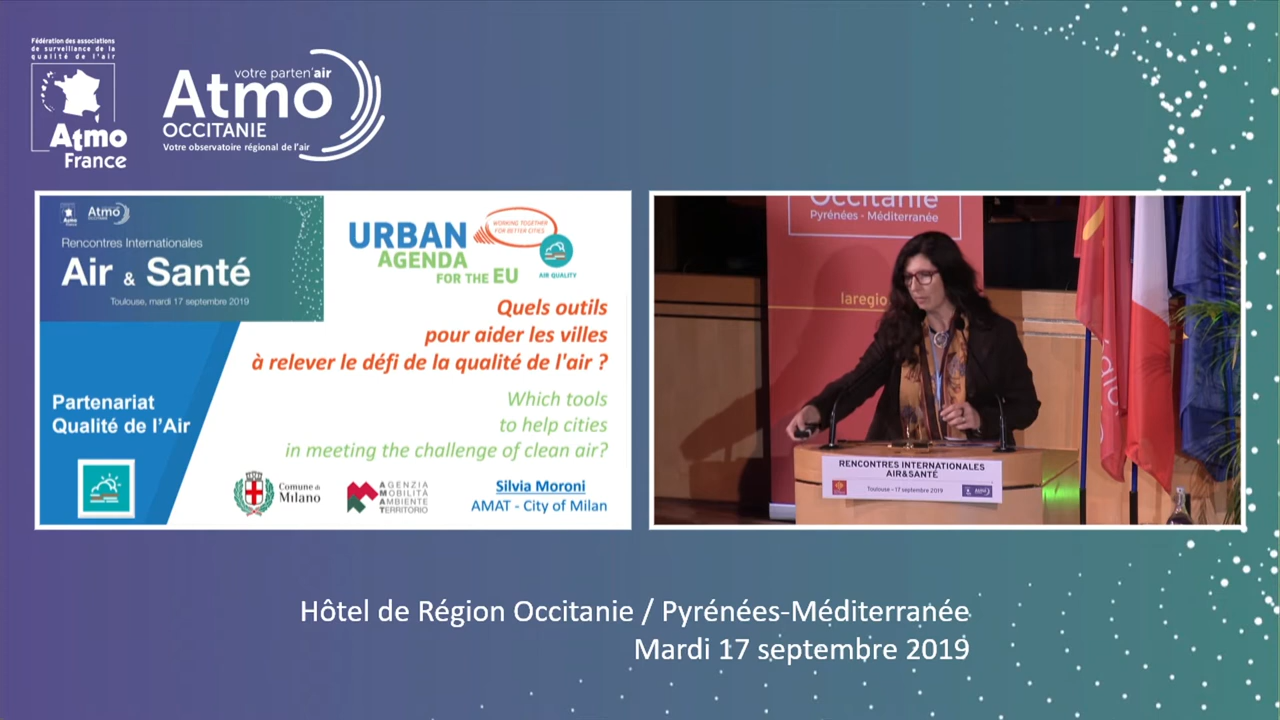 Fédération des associations
de surveillance de la
qualité de l'air
Atmo
France
votre parten'air
Atmo
OCCITANIE
Votre observatoire régional de l'air
Atmo
Rencontres Internationales
Air & Santé
Toulouse, mardi 17 septembre 2019
URBAN
AGENDA
FOR THE EU
WORKING TOGETHER
FOR BETTER CITIES
AIR QUALITY
Quels outils
pour aider les villes
à relever le défi de la qualité de l'air ?
Which tools
to help cities
in meeting the challenge of clean air?
Partenariat
Qualité de l'Air
Comune di
Milano
AGENZIA
MOBILITÀ
AMBIENTE
TERRITORIO
Silvia Moroni
AMAT - City of Milan
Occitanie
Pyrénées - Méditerranée
laregio
RENCONTRES INTERNATIONALES
AIR&SANTÉ
Toulouse - 17 septembre 2019
Hôtel de Région Occitanie / Pyrénées-Méditerranée
Mardi 17 septembre 2019